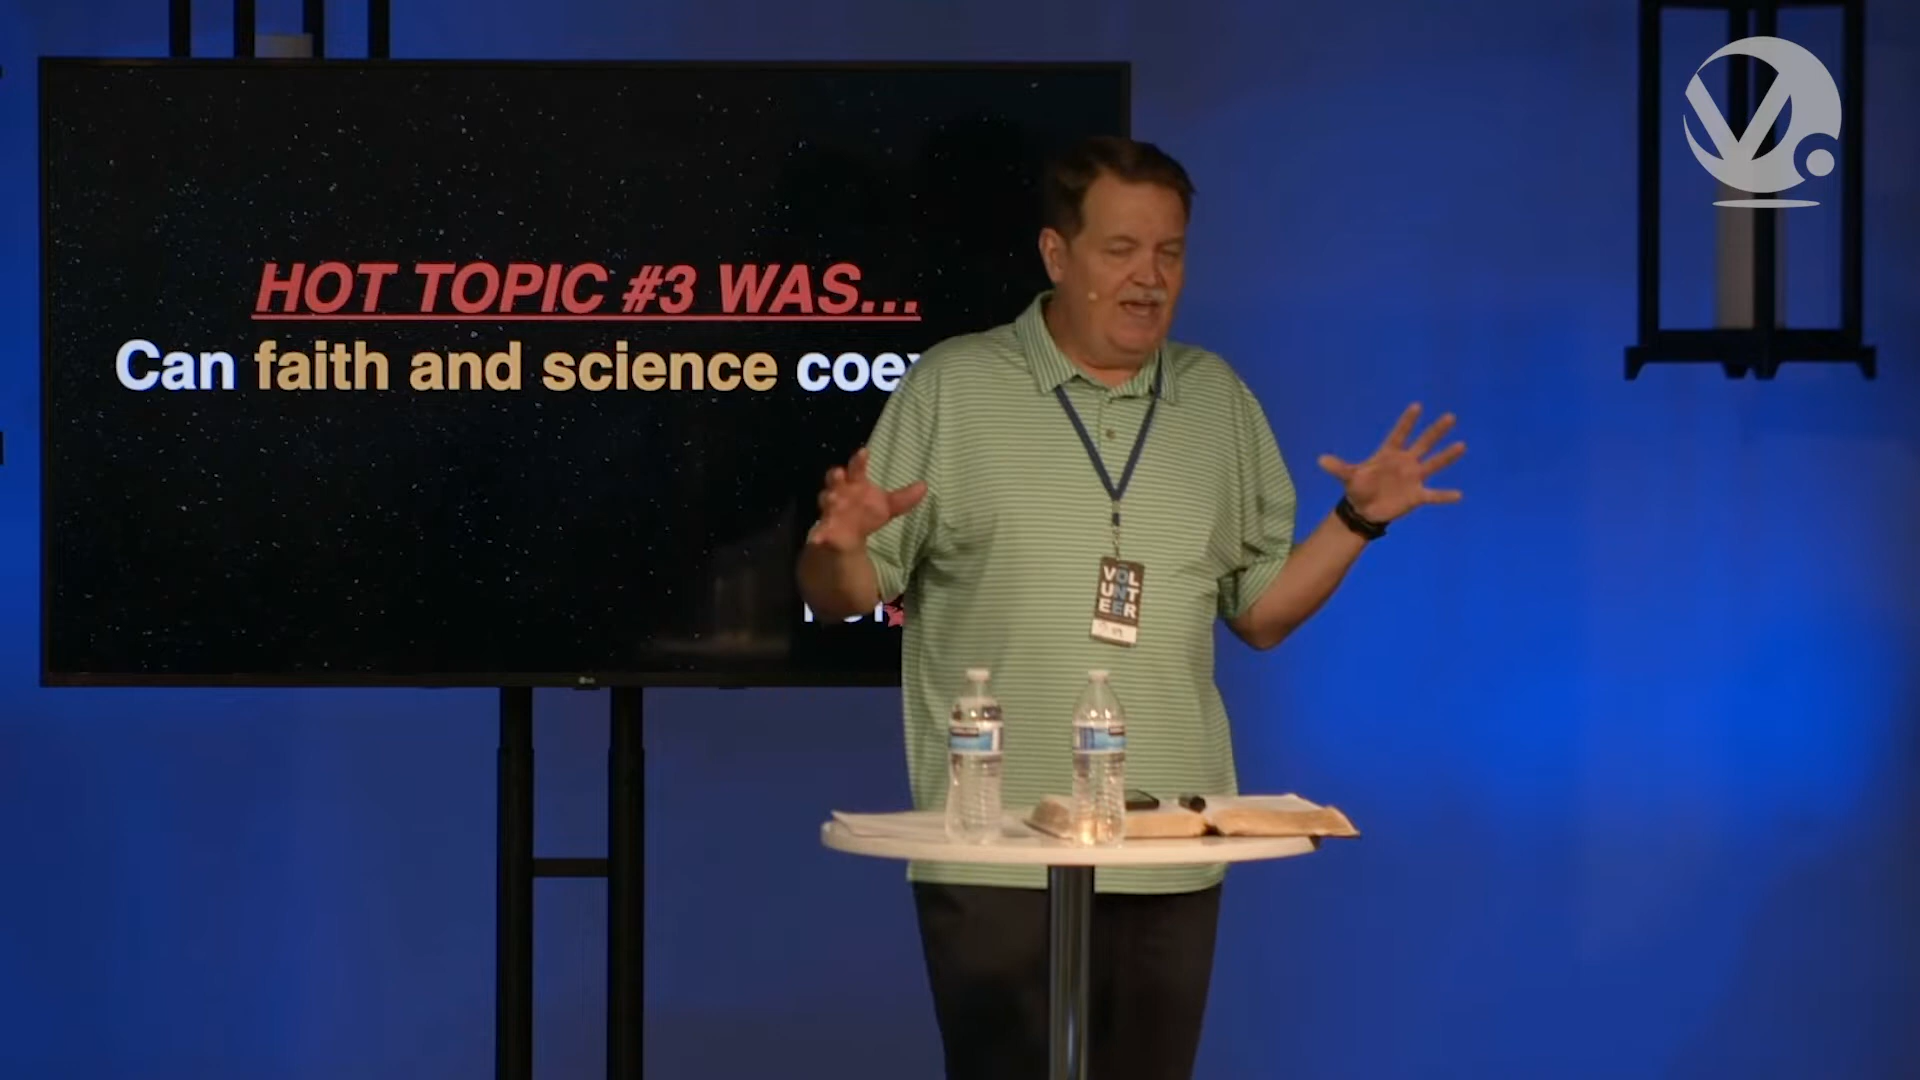 HOT TOPIC #3 WAS...
Can faith and science coe
VOL
UNT
EER